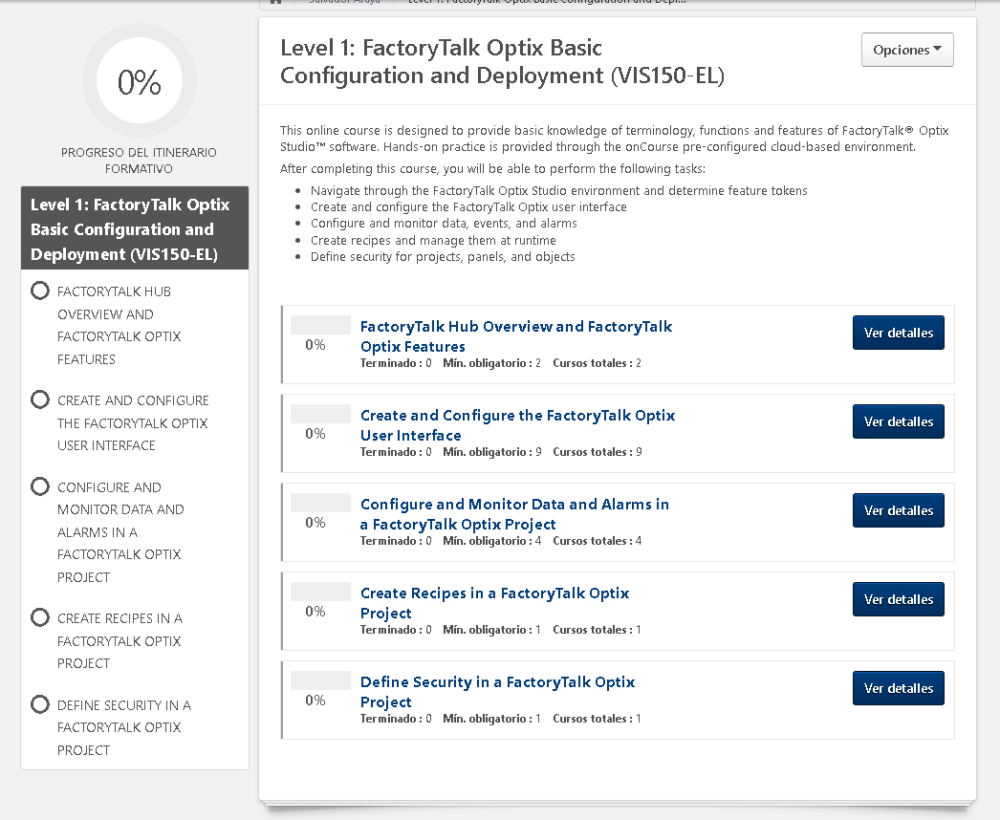 Salvador Araya / Level 1: FactoryTalk Optix Basic Configuration and Depl...
0%
PROGRESO DEL ITINERARIO
FORMATIVO
Level 1: FactoryTalk Optix
Basic Configuration and
Deployment (VIS150-EL)
FACTORYTALK HUB
OVERVIEW AND
FACTORYTALK OPTIX
FEATURES
CREATE AND CONFIGURE
THE FACTORYTALK OPTIX
USER INTERFACE
CONFIGURE AND
MONITOR DATA AND
ALARMS IN A
FACTORYTALK OPTIX
PROJECT
CREATE RECIPES IN A
FACTORYTALK OPTIX
PROJECT
DEFINE SECURITY IN A
FACTORYTALK OPTIX
PROJECT
Level 1: FactoryTalk Optix Basic
Configuration and Deployment (VIS150-EL)
Opciones
This online course is designed to provide basic knowledge of terminology, functions and features of FactoryTalk® Optix
Studio™ software. Hands-on practice is provided through the onCourse pre-configured cloud-based environment.
After completing this course, you will be able to perform the following tasks:
• Navigate through the FactoryTalk Optix Studio environment and determine feature tokens
• Create and configure the FactoryTalk Optix user interface
• Configure and monitor data, events, and alarms
• Create recipes and manage them at runtime
• Define security for projects, panels, and objects
0%
FactoryTalk Hub Overview and FactoryTalk
Optix Features
Terminado : 0 Mín. obligatorio : 2 Cursos totales : 2
Ver detalles
0%
Create and Configure the FactoryTalk Optix
User Interface
Terminado : 0 Mín. obligatorio : 9 Cursos totales : 9
Ver detalles
0%
Configure and Monitor Data and Alarms in
a FactoryTalk Optix Project
Terminado : 0 Mín. obligatorio : 4 Cursos totales : 4
Ver detalles
0%
Create Recipes in a FactoryTalk Optix
Project
Terminado : 0 Mín. obligatorio : 1 Cursos totales : 1
Ver detalles
0%
Define Security in a FactoryTalk Optix
Project
Terminado : 0 Mín. obligatorio : 1 Cursos totales : 1
Ver detalles